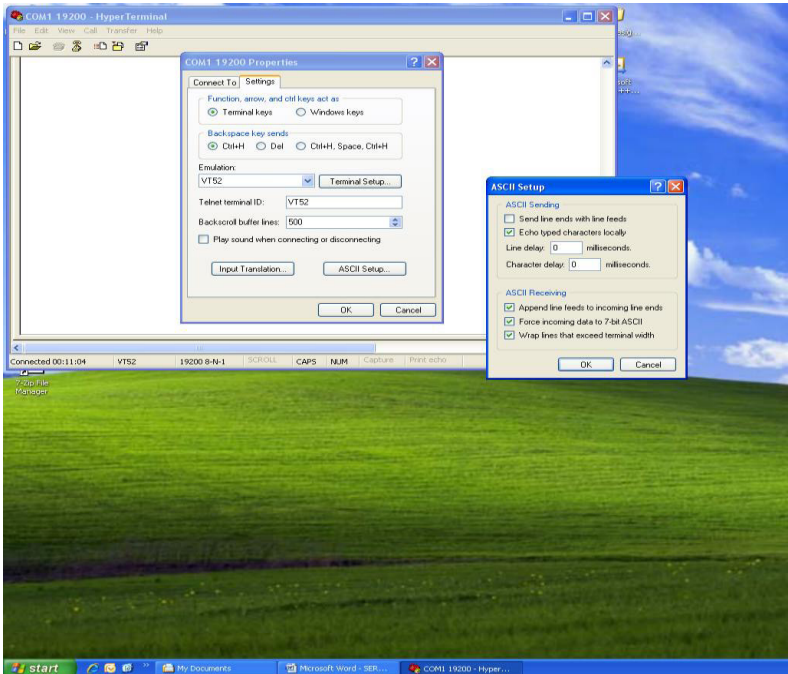 COM1 19200 - HyperTerminal
File Edit View Call Transfer Help
COM1 19200 Properties
Connect To Settings
Function, arrow, and ctrl keys act as
Terminal keys Windows keys
Backspace key sends
Ctrl+H Del Ctrl+H, Space, Ctrl+H
Emulation:
VT52 Terminal Setup...
Telnet terminal ID: VT52
Backscroll buffer lines: 500
Play sound when connecting or disconnecting
Input Translation... ASCII Setup...
OK Cancel
ASCII Setup
ASCII Sending
Send line ends with line feeds
Echo typed characters locally
Line delay: 0 milliseconds.
Character delay: 0 milliseconds.
ASCII Receiving
Append line feeds to incoming line ends
Force incoming data to 7-bit ASCII
Wrap lines that exceed terminal width
OK Cancel
Connected 00:11:04 VT52 19200 8-N-1 SCROLL CAPS NUM Capture Print echo
7-Zip File
Manager
start My Documents Microsoft Word - SER... COM1 19200 - Hyper...